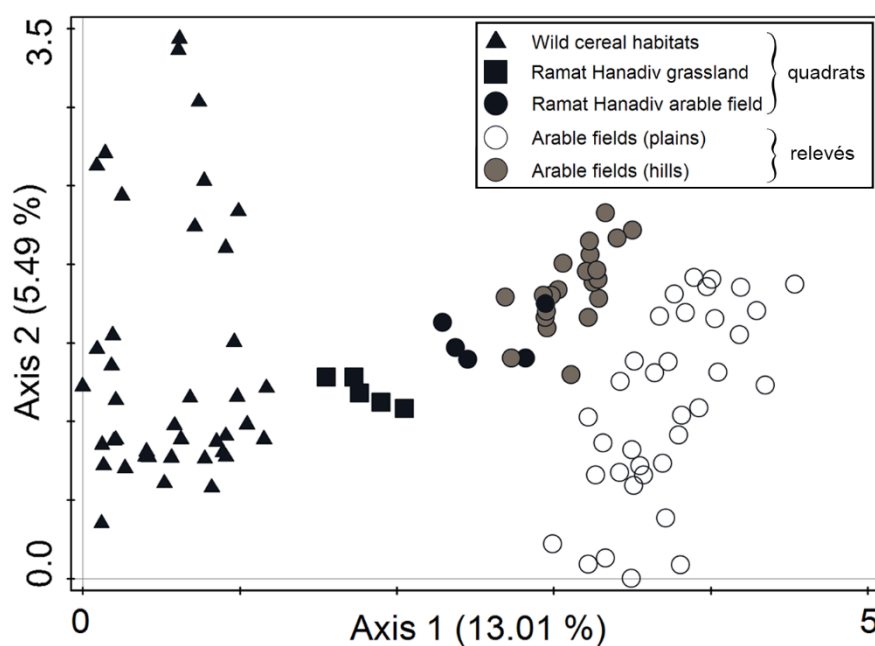 3.5
Wild cereal habitats
Ramat Hanadiv grassland
Ramat Hanadiv arable field
quadrats
Arable fields (plains)
Arable fields (hills)
relevés
Axis 2 (5.49 %)
0.0
0
Axis 1 (13.01 %)
5